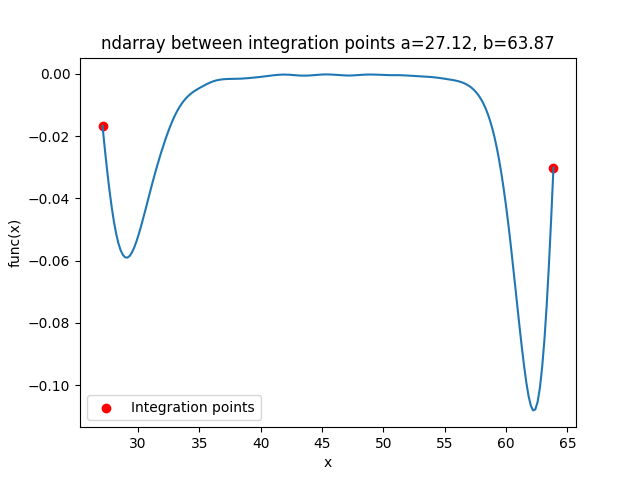 ndarray between integration points a=27.12, b=63.87
0.00
−0.02
−0.04
−0.06
−0.08
−0.10
func(x)
Integration points
30 35 40 45 50 55 60 65
x